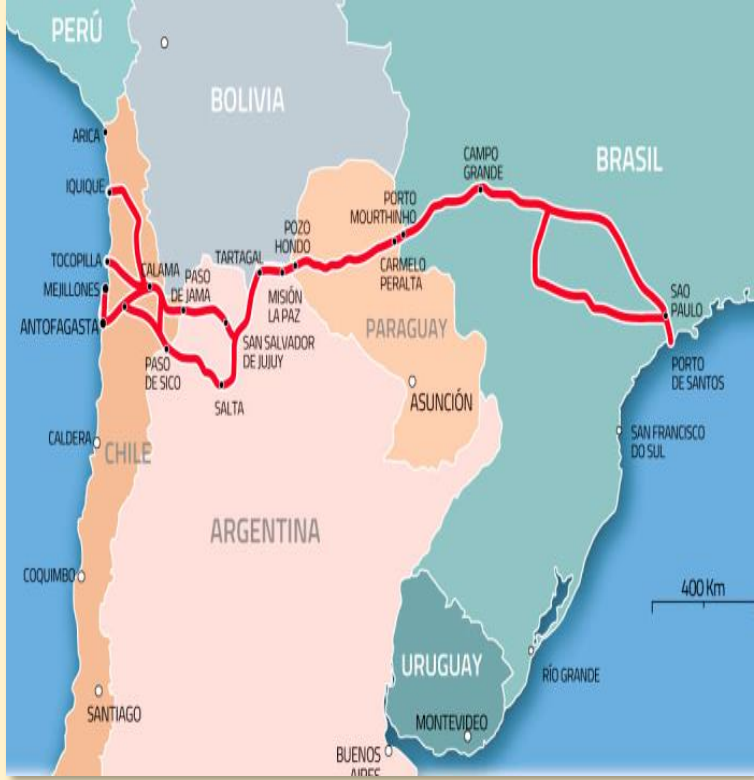 PERÚ
BOLIVIA
BRASIL
ARICA
IQUIQUE
CAMPO
GRANDE
PORTO
MOURTHINHO
POZO
HONDO
TARTAGAL
TOCOPILLA
CALAMA
PASO
DE JAMA
MEJILLONES
MISIÓN
LA PAZ
CARMELO
PERALTA
SAO
PAULO
ANTOFAGASTA
PARAGUAY
SAN SALVADOR
DE JUJUY
PASO
DE SICO
PORTO
DE SANTOS
SALTA
ASUNCIÓN
CALDERA
CHILE
SAN FRANCISCO
DO SUL
ARGENTINA
COQUIMBO
400 Km
URUGUAY
RÍO GRANDE
SANTIAGO
MONTEVIDEO
BUENOS
AIRES